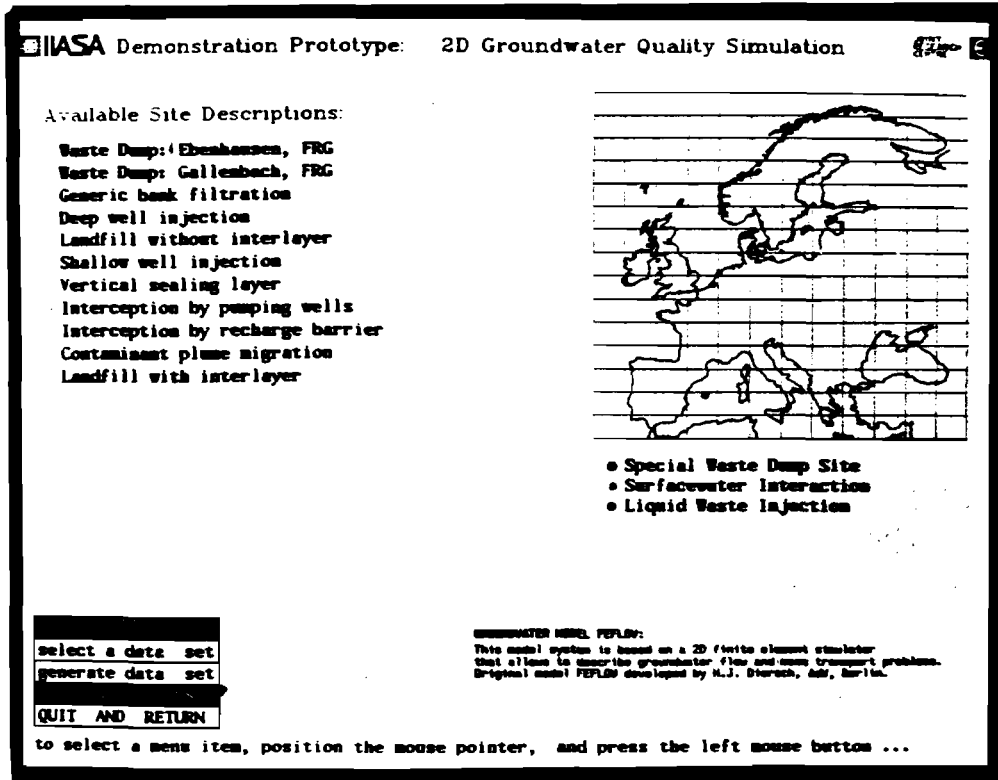 IIASA Demonstration Prototype: 2D Groundwater Quality Simulation
Available Site Descriptions:
Waste Dump: Ebenhausen, FRG
Waste Dump: Gallenbach, FRG
Generic bank filtration
Deep well injection
Landfill without interlayer
Shallow well injection
Vertical sealing layer
Interception by pumping wells
Interception by recharge barrier
Contaminant plume migration
Landfill with interlayer
Special Waste Dump Site
Surfacewater Interaction
Liquid Waste Injection
GROUNDWATER MODEL FEFLOW:
This model system is based on a 2D finite element simulator
that allows to describe groundwater flow and mass transport problems.
Original model FEFLOW developed by H.J. Diersch, AdW, Berlin.
select a data set
generate data set
QUIT AND RETURN
to select a menu item, position the mouse pointer, and press the left mouse button ...